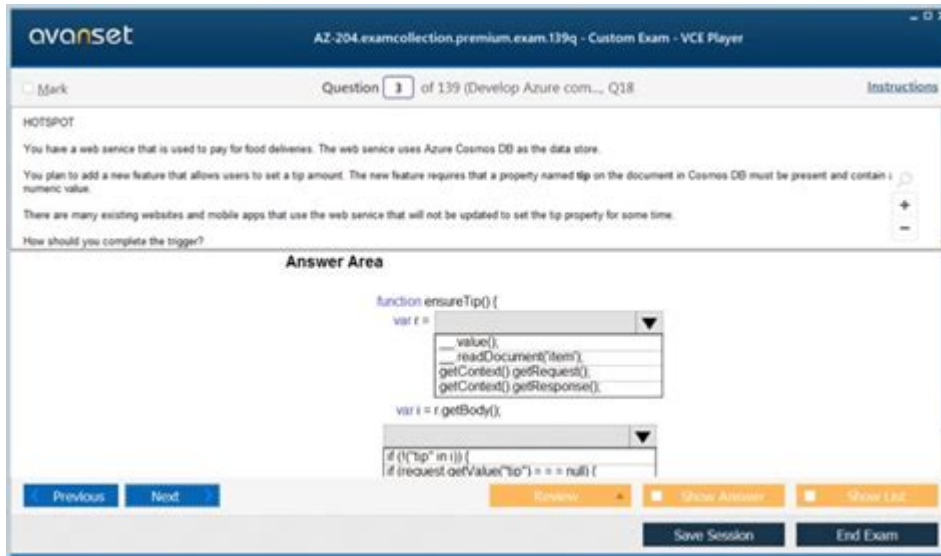 avanset
AZ-204.examcollection.premium.exam.139q - Custom Exam - VCE Player
Mark
Question 3 of 139 (Develop Azure com..., Q18
Instructions
HOTSPOT
You have a web service that is used to pay for food deliveries. The web service uses Azure Cosmos DB as the data store.
You plan to add a new feature that allows users to set a tip amount. The new feature requires that a property named tip on the document in Cosmos DB must be present and contain a
numeric value.
There are many existing websites and mobile apps that use the web service that will not be updated to set the tip property for some time.
How should you complete the trigger?
Answer Area
function ensureTip() {
var r =
__.value();
__.readDocument('item');
getContext().getRequest();
getContext().getResponse();
var i = r.getBody();
if (!("tip" in i)) {
if (request.getValue("tip") = = = null) {
Previous
Next
Review
Show Answer
Show List
Save Session
End Exam